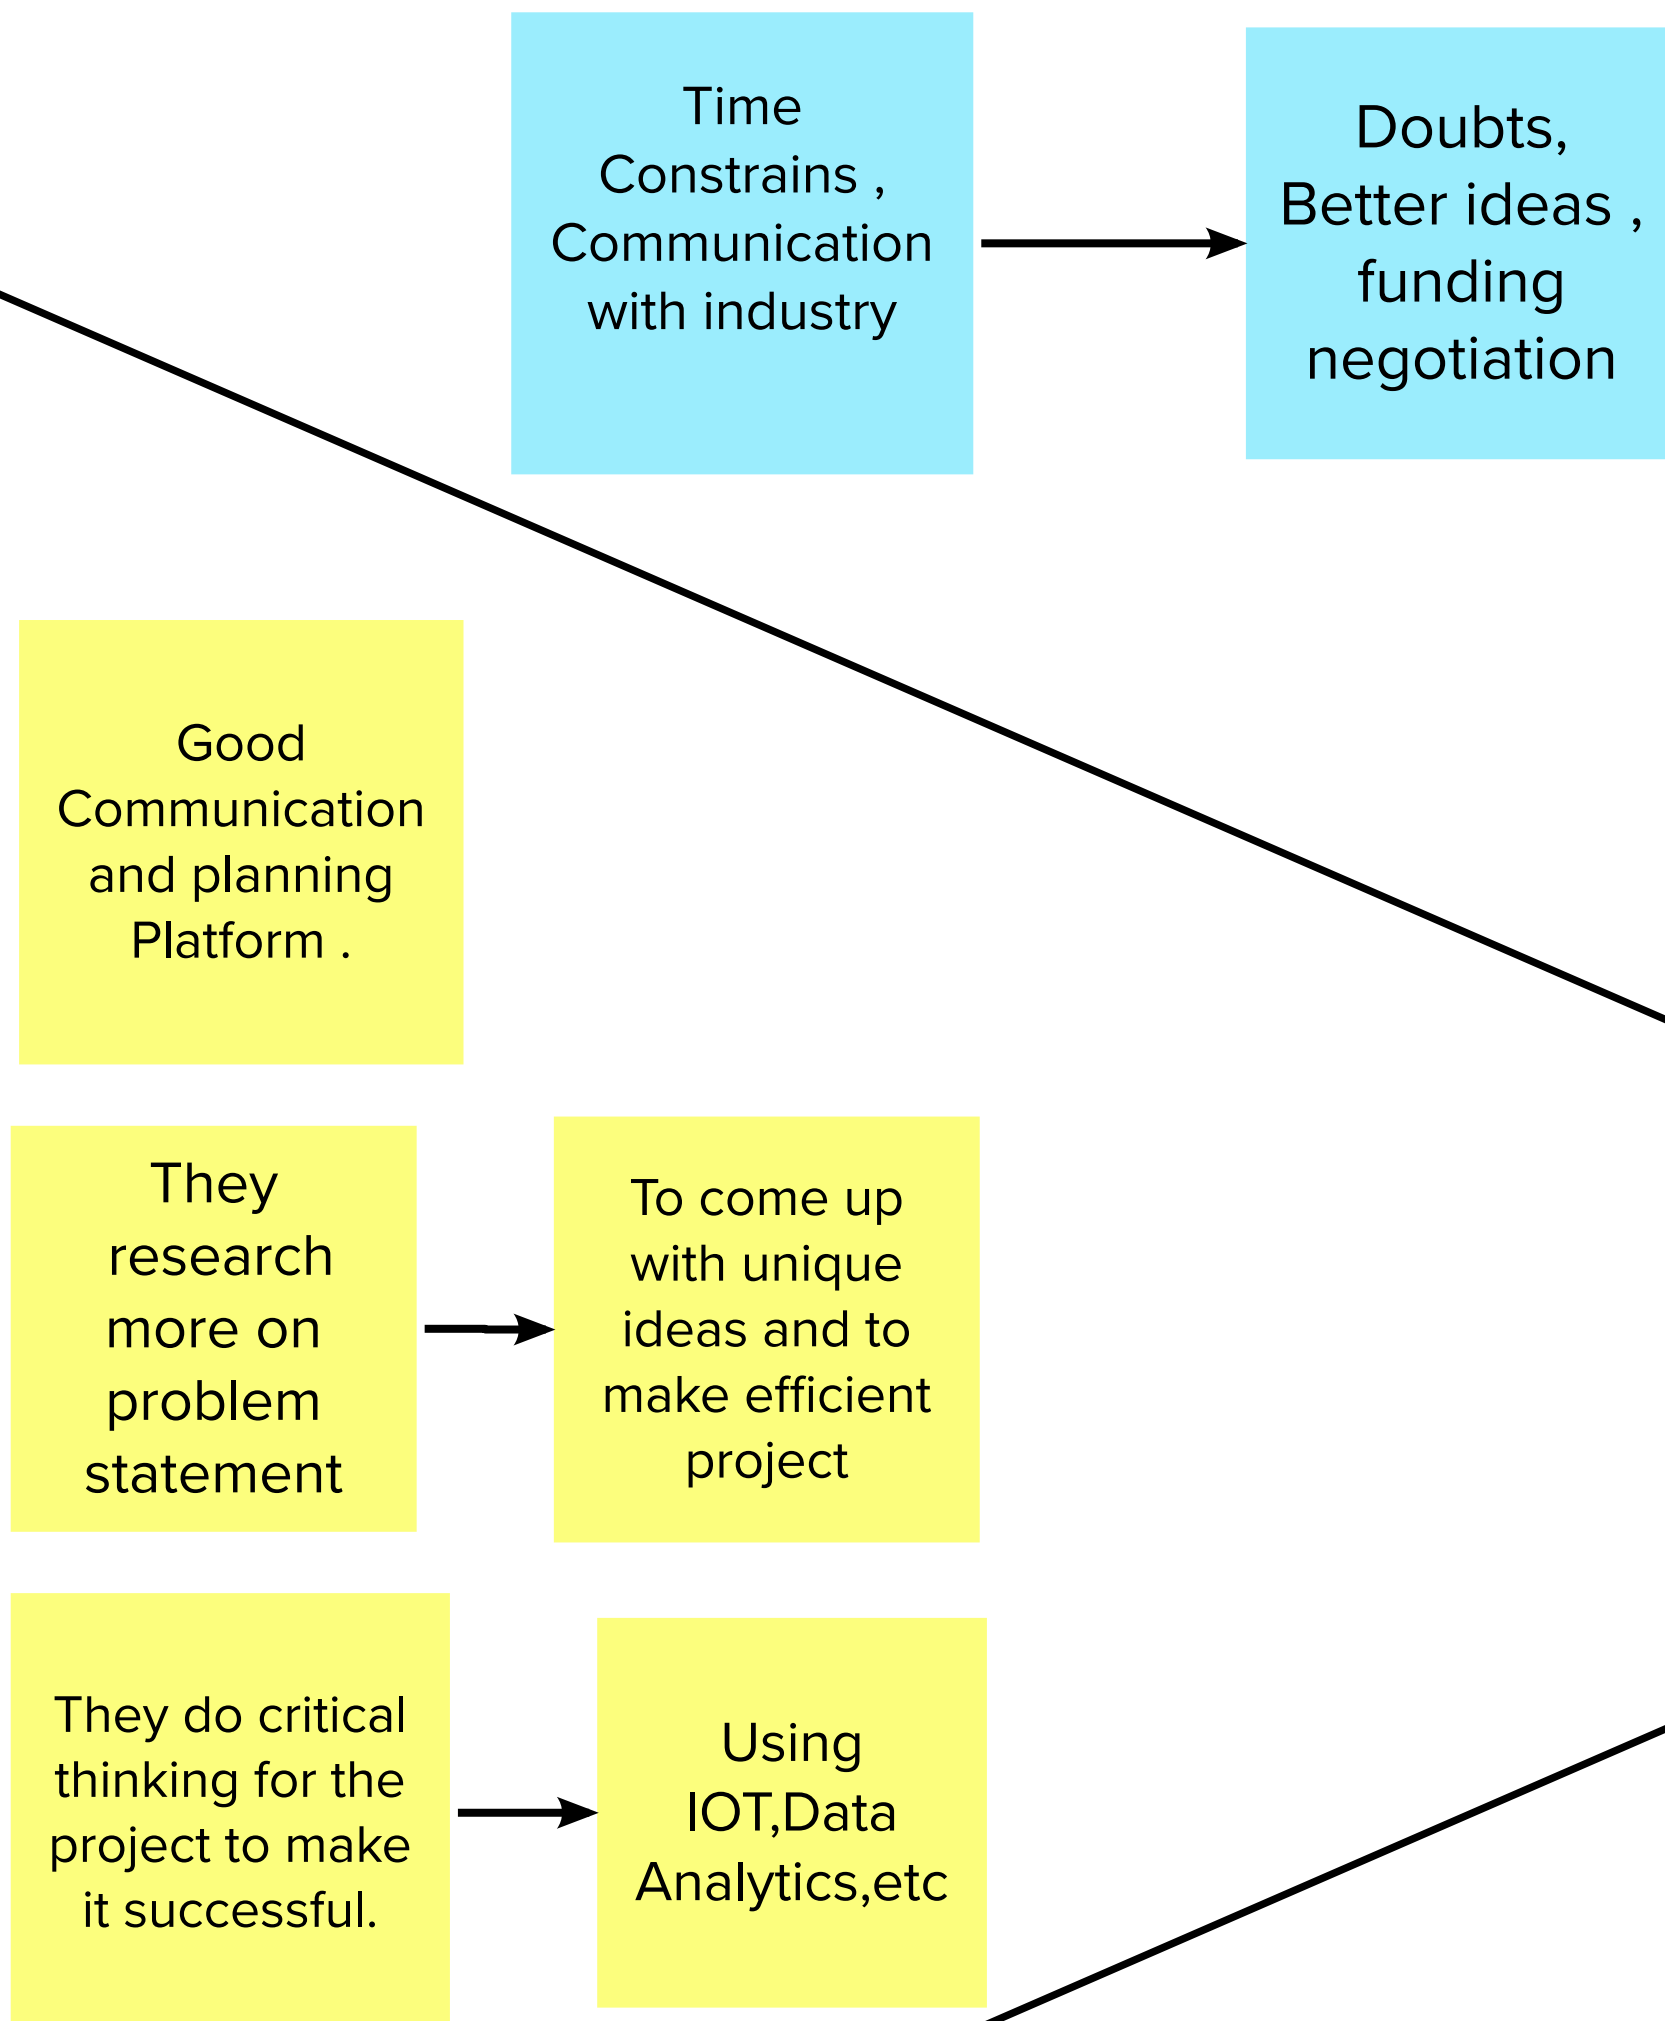 Time
Constrains ,
Communication
with industry
Doubts,
Better ideas ,
funding
negotiation
Good
Communication
and planning
Platform .
They
research
more on
problem
statement
To come up
with unique
ideas and to
make efficient
project
They do critical
thinking for the
project to make
it successful.
Using
IOT,Data
Analytics,etc